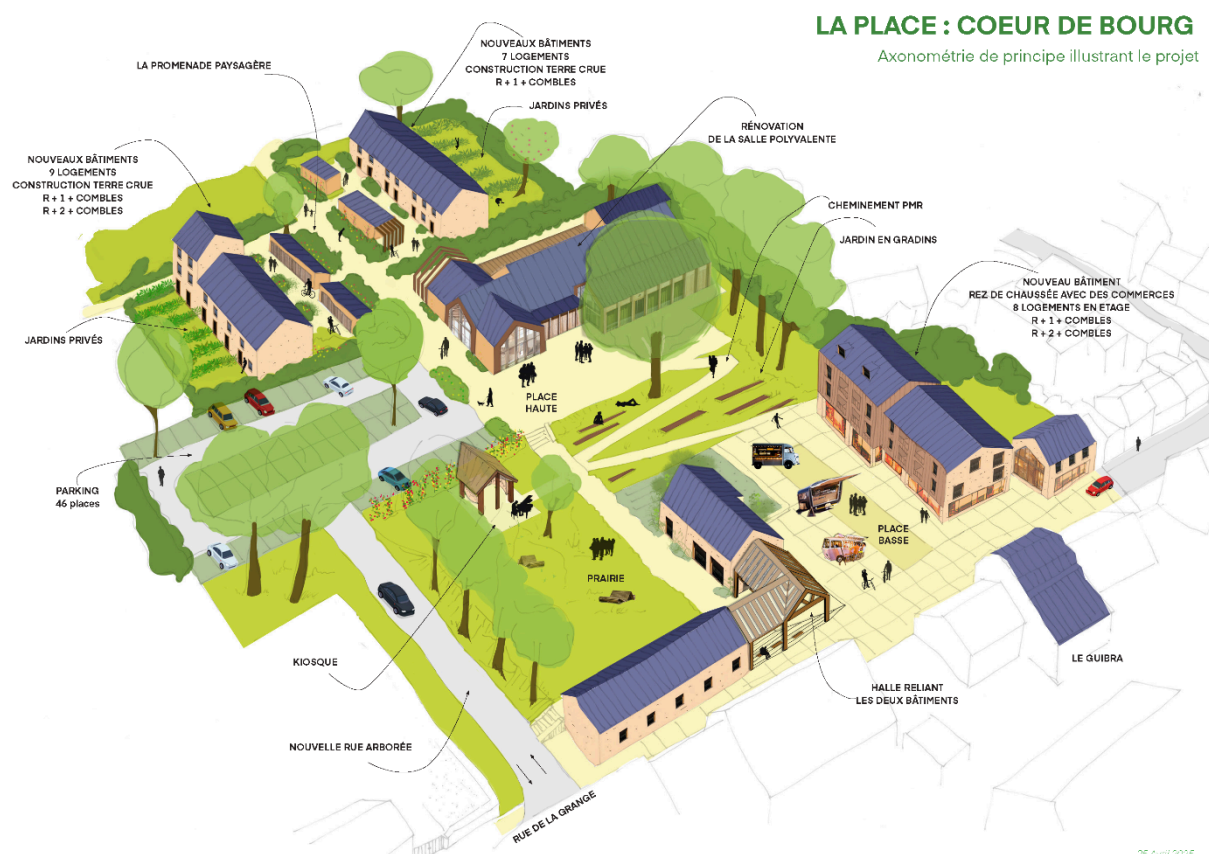 LA PLACE : COEUR DE BOURG
Axonométrie de principe illustrant le projet
NOUVEAUX BÂTIMENTS
7 LOGEMENTS
CONSTRUCTION TERRE CRUE
R + 1 + COMBLES
LA PROMENADE PAYSAGÈRE
JARDINS PRIVÉS
RÉNOVATION
DE LA SALLE POLYVALENTE
NOUVEAUX BÂTIMENTS
9 LOGEMENTS
CONSTRUCTION TERRE CRUE
R + 1 + COMBLES
R + 2 + COMBLES
CHEMINEMENT PMR
JARDIN EN GRADINS
NOUVEAU BÂTIMENT
REZ DE CHAUSSÉE AVEC DES COMMERCES
8 LOGEMENTS EN ETAGE
R + 1 + COMBLES
R + 2 + COMBLES
JARDINS PRIVÉS
PLACE
HAUTE
PARKING
46 places
PLACE
BASSE
PRAIRIE
KIOSQUE
LE GUIBRA
HALLE RELIANT
LES DEUX BÂTIMENTS
NOUVELLE RUE ARBORÉE
RUE DE LA GRANGE